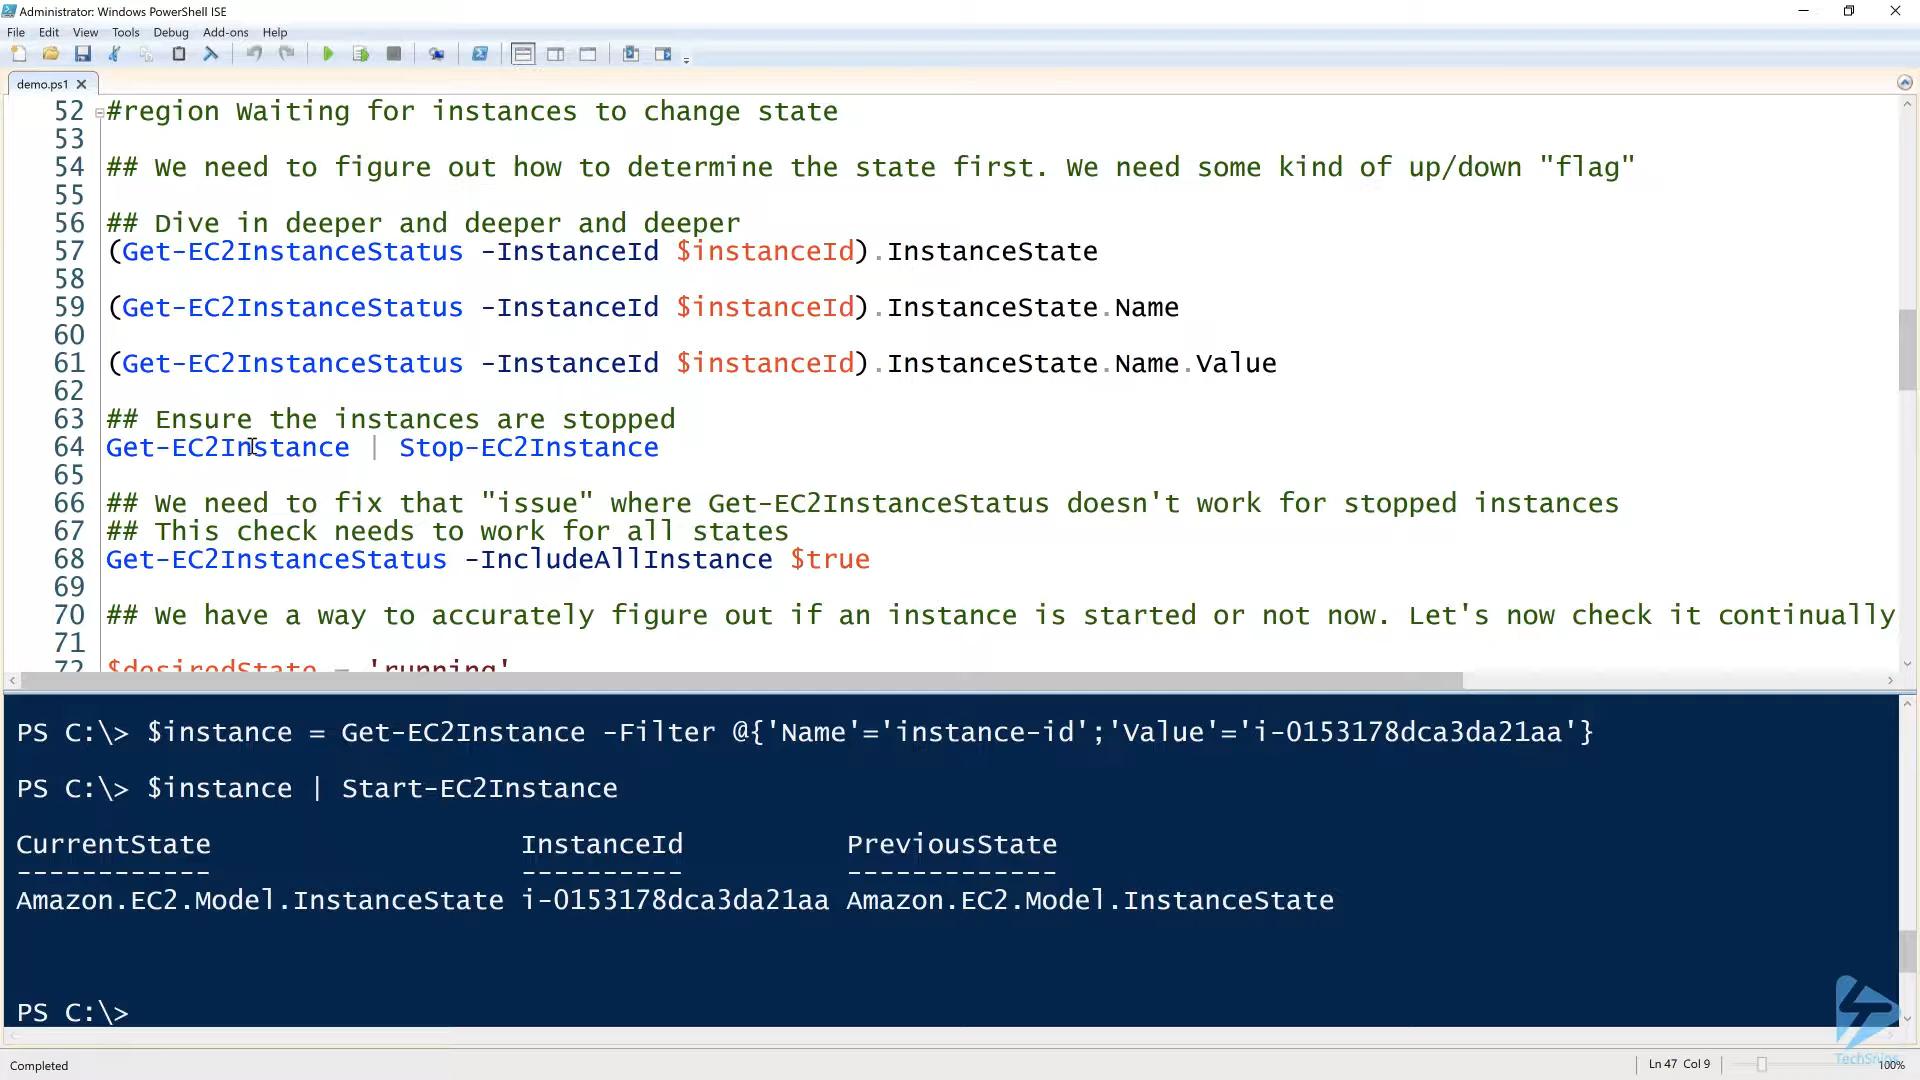 Administrator: Windows PowerShell ISE
File Edit View Tools Debug Add-ons Help
demo.ps1
52 #region Waiting for instances to change state
53
54 ## We need to figure out how to determine the state first. We need some kind of up/down "flag"
55
56 ## Dive in deeper and deeper and deeper
57 (Get-EC2InstanceStatus -InstanceId $instanceId).InstanceState
58
59 (Get-EC2InstanceStatus -InstanceId $instanceId).InstanceState.Name
60
61 (Get-EC2InstanceStatus -InstanceId $instanceId).InstanceState.Name.Value
62
63 ## Ensure the instances are stopped
64 Get-EC2Instance | Stop-EC2Instance
65
66 ## We need to fix that "issue" where Get-EC2InstanceStatus doesn't work for stopped instances
67 ## This check needs to work for all states
68 Get-EC2InstanceStatus -IncludeAllInstance $true
69
70 ## We have a way to accurately figure out if an instance is started or not now. Let's now check it continually
71
72 $desiredState = 'running'
PS C:\> $instance = Get-EC2Instance -Filter @{'Name'='instance-id';'Value'='i-0153178dca3da21aa'}
PS C:\> $instance | Start-EC2Instance
CurrentState InstanceId PreviousState
------------ ---------- -------------
Amazon.EC2.Model.InstanceState i-0153178dca3da21aa Amazon.EC2.Model.InstanceState
PS C:\>
TechSnips
Completed Ln 47 Col 9 100%